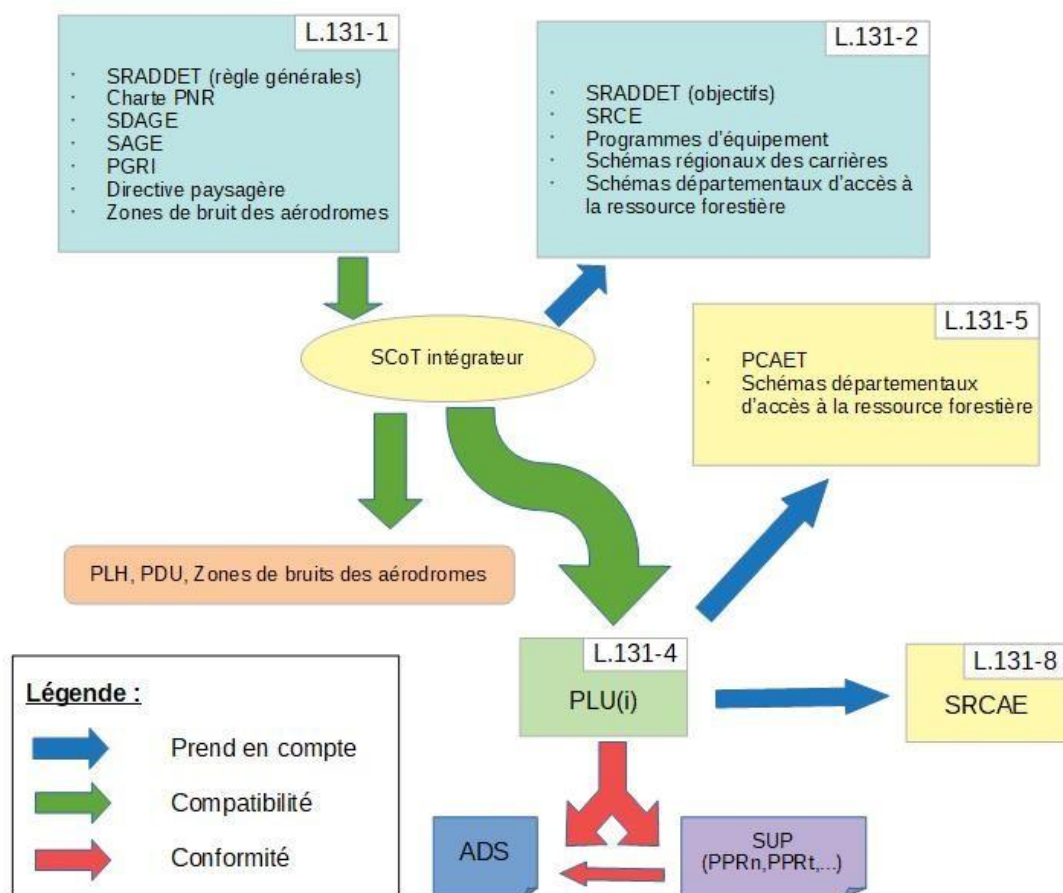 L.131-1
· SRADDET (règle générales)
· Charte PNR
· SDAGE
· SAGE
· PGRI
· Directive paysagère
· Zones de bruit des aérodromes
L.131-2
· SRADDET (objectifs)
· SRCE
· Programmes d'équipement
· Schémas régionaux des carrières
· Schémas départementaux d'accès à
la ressource forestière
SCoT intégrateur
L.131-5
· PCAET
· Schémas départementaux
d'accès à la ressource forestière
PLH, PDU, Zones de bruits des aérodromes
L.131-4
PLU(i)
L.131-8
SRCAE
Légende :
Prend en compte
Compatibilité
Conformité
ADS
SUP
(PPRn,PPRt,...)